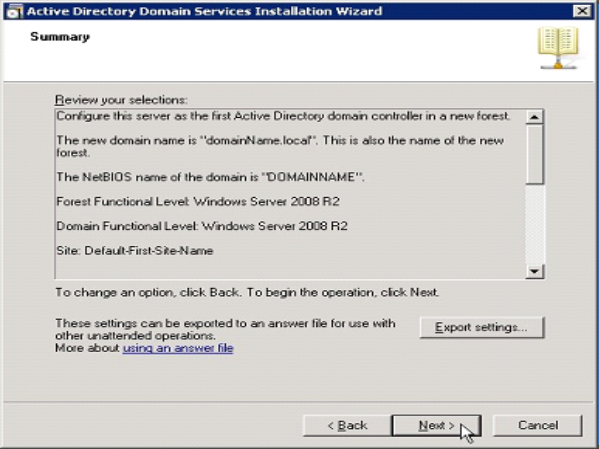 Active Directory Domain Services Installation Wizard
Summary
Review your selections:
Configure this server as the first Active Directory domain controller in a new forest.
The new domain name is "domainName.local". This is also the name of the new
forest.
The NetBIOS name of the domain is "DOMAINNAME".
Forest Functional Level: Windows Server 2008 R2
Domain Functional Level: Windows Server 2008 R2
Site: Default-First-Site-Name
To change an option, click Back. To begin the operation, click Next.
These settings can be exported to an answer file for use with
other unattended operations.
More about using an answer file
Export settings...
< Back
Next >
Cancel